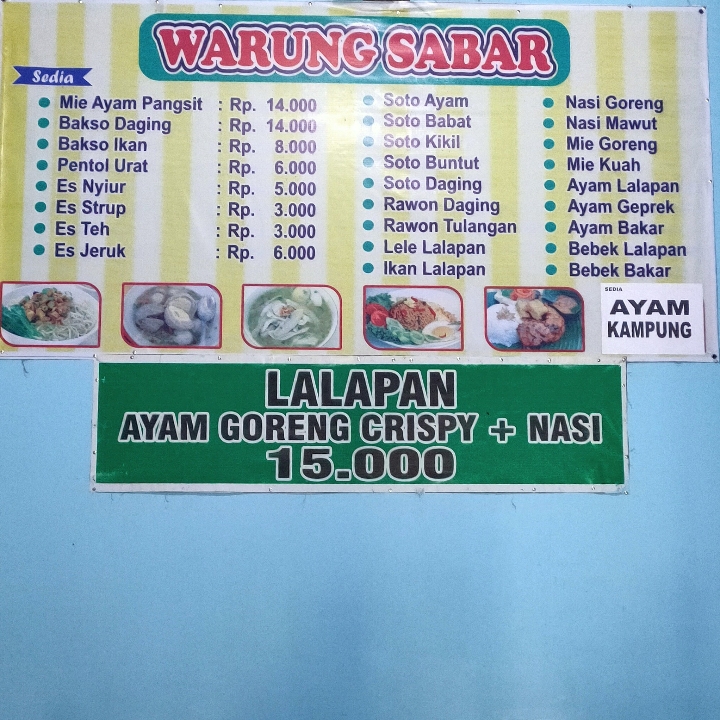 WARUNG SABAR
Sedia
Mie Ayam Pangsit : Rp. 14.000
Bakso Daging : Rp. 14.000
Bakso Ikan : Rp. 8.000
Pentol Urat : Rp. 6.000
Es Nyiur : Rp. 5.000
Es Strup : Rp. 3.000
Es Teh : Rp. 3.000
Es Jeruk : Rp. 6.000
Soto Ayam
Soto Babat
Soto Kikil
Soto Buntut
Soto Daging
Rawon Daging
Rawon Tulangan
Lele Lalapan
Ikan Lalapan
Nasi Goreng
Nasi Mawut
Mie Goreng
Mie Kuah
Ayam Lalapan
Ayam Geprek
Ayam Bakar
Bebek Lalapan
Bebek Bakar
SEDIA
AYAM
KAMPUNG
LALAPAN
AYAM GORENG CRISPY + NASI
15.000